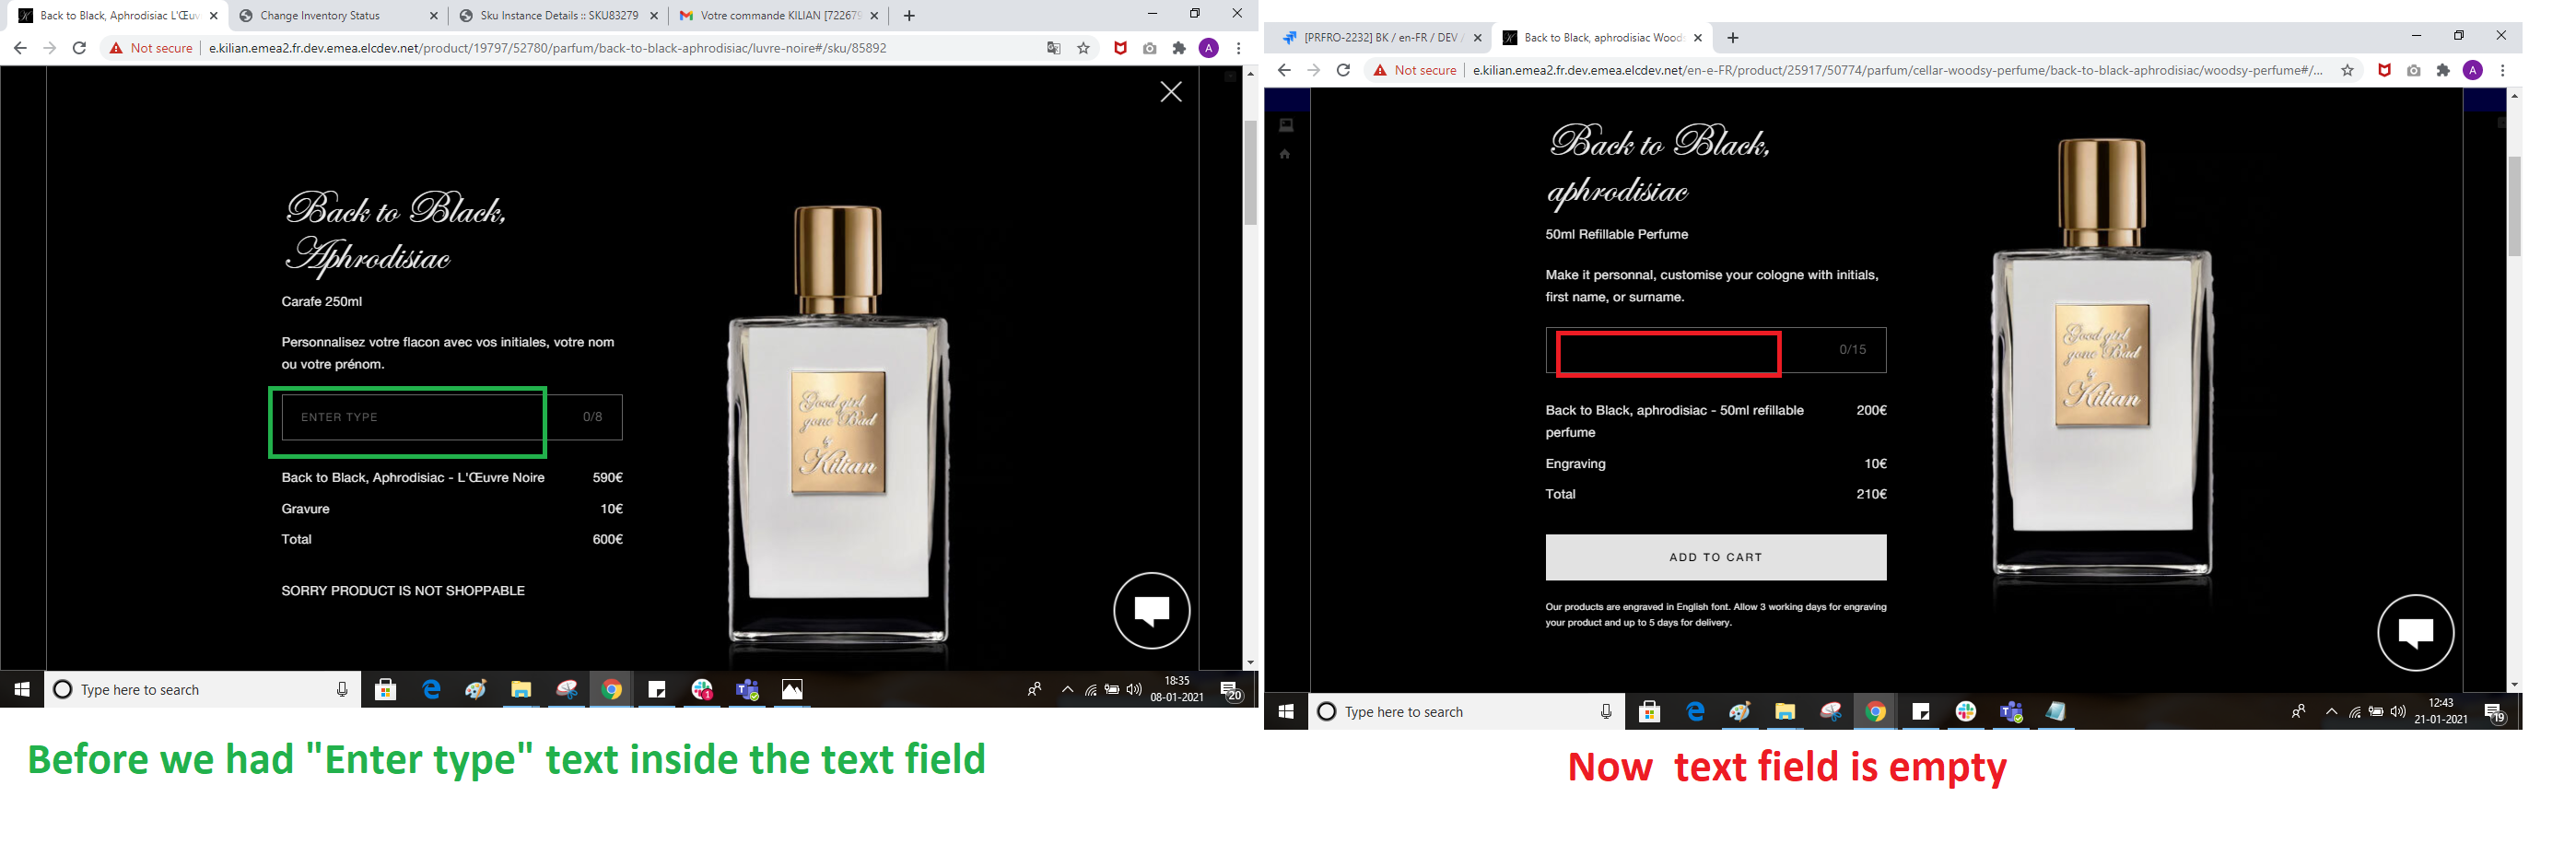 Back to Black, Aphrodisiac L'Œuv
Change Inventory Status
Sku Instance Details :: SKU83279
Votre commande KILIAN [722679
Not secure
e.kilian.emea2.fr.dev.emea.elcdev.net/product/19797/52780/parfum/back-to-black-aphrodisiac/luvre-noire#/sku/85892
A
Back to Black,
Aphrodisiac
Carafe 250ml
Personnalisez votre flacon avec vos initiales, votre nom
ou votre prénom.
ENTER TYPE
0/8
Back to Black, Aphrodisiac - L'Œuvre Noire 590€
Gravure 10€
Total 600€
SORRY PRODUCT IS NOT SHOPPABLE
Good girl
gone Bad
by
Kilian
Type here to search
18:35
08-01-2021
20
Before we had "Enter type" text inside the text field
[PRFRO-2232] BK / en-FR / DEV /
Back to Black, aphrodisiac Woods
Not secure
e.kilian.emea2.fr.dev.emea.elcdev.net/en-e-FR/product/25917/50774/parfum/cellar-woodsy-perfume/back-to-black-aphrodisiac/woodsy-perfume#/...
A
Back to Black,
aphrodisiac
50ml Refillable Perfume
Make it personnal, customise your cologne with initials,
first name, or surname.
0/15
Back to Black, aphrodisiac - 50ml refillable 200€
perfume
Engraving 10€
Total 210€
ADD TO CART
Our products are engraved in English font. Allow 3 working days for engraving
your product and up to 5 days for delivery.
Good girl
gone Bad
by
Kilian
Type here to search
12:43
21-01-2021
19
Now text field is empty